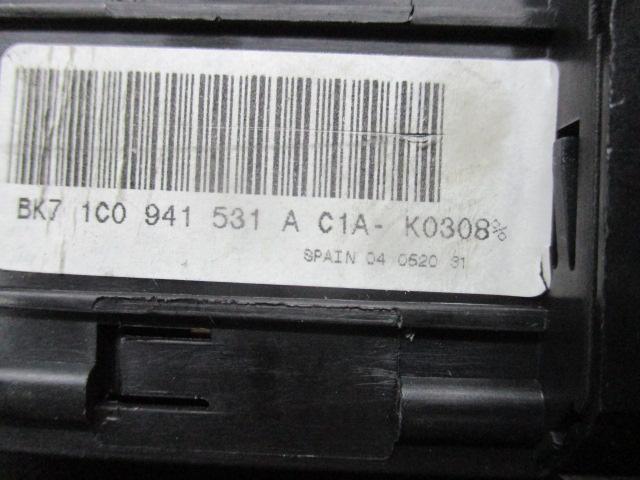 BK7 1C0 941 531 A C1A- K0308%
SPAIN 04 0520 31